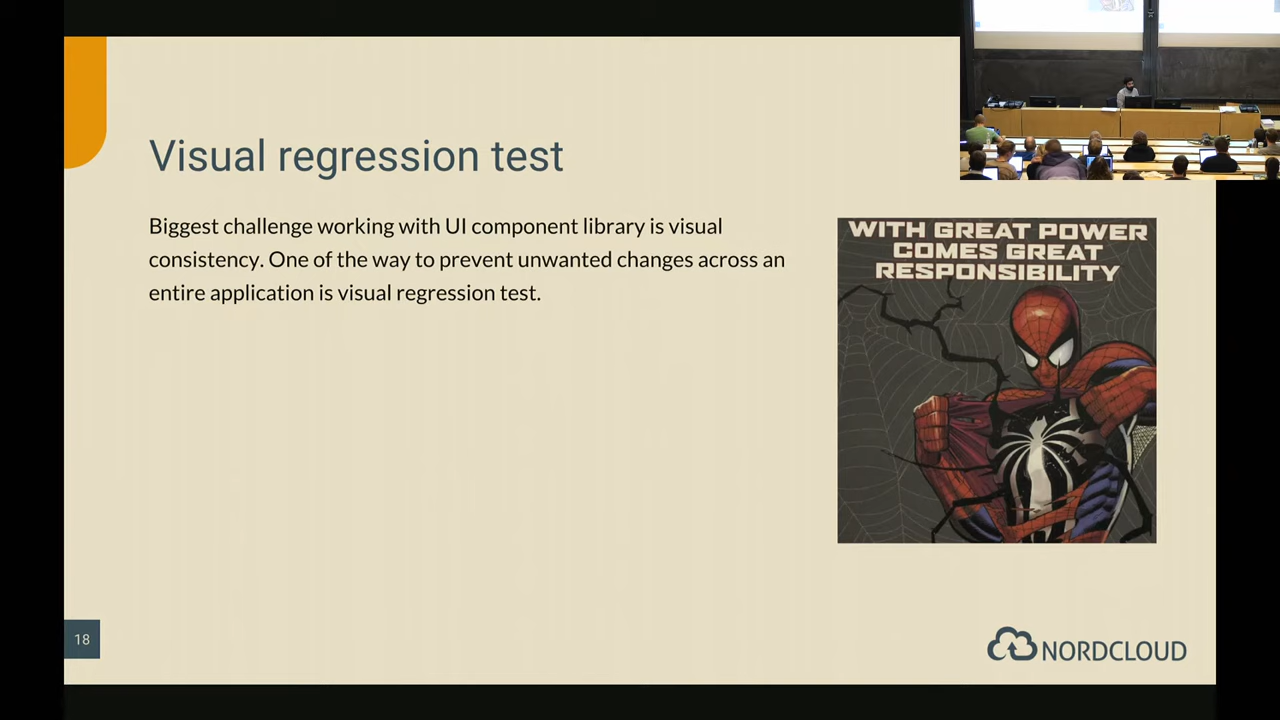 Visual regression test
Biggest challenge working with UI component library is visual
consistency. One of the way to prevent unwanted changes across an
entire application is visual regression test.
WITH GREAT POWER
COMES GREAT
RESPONSIBILITY
18
NORDCLOUD